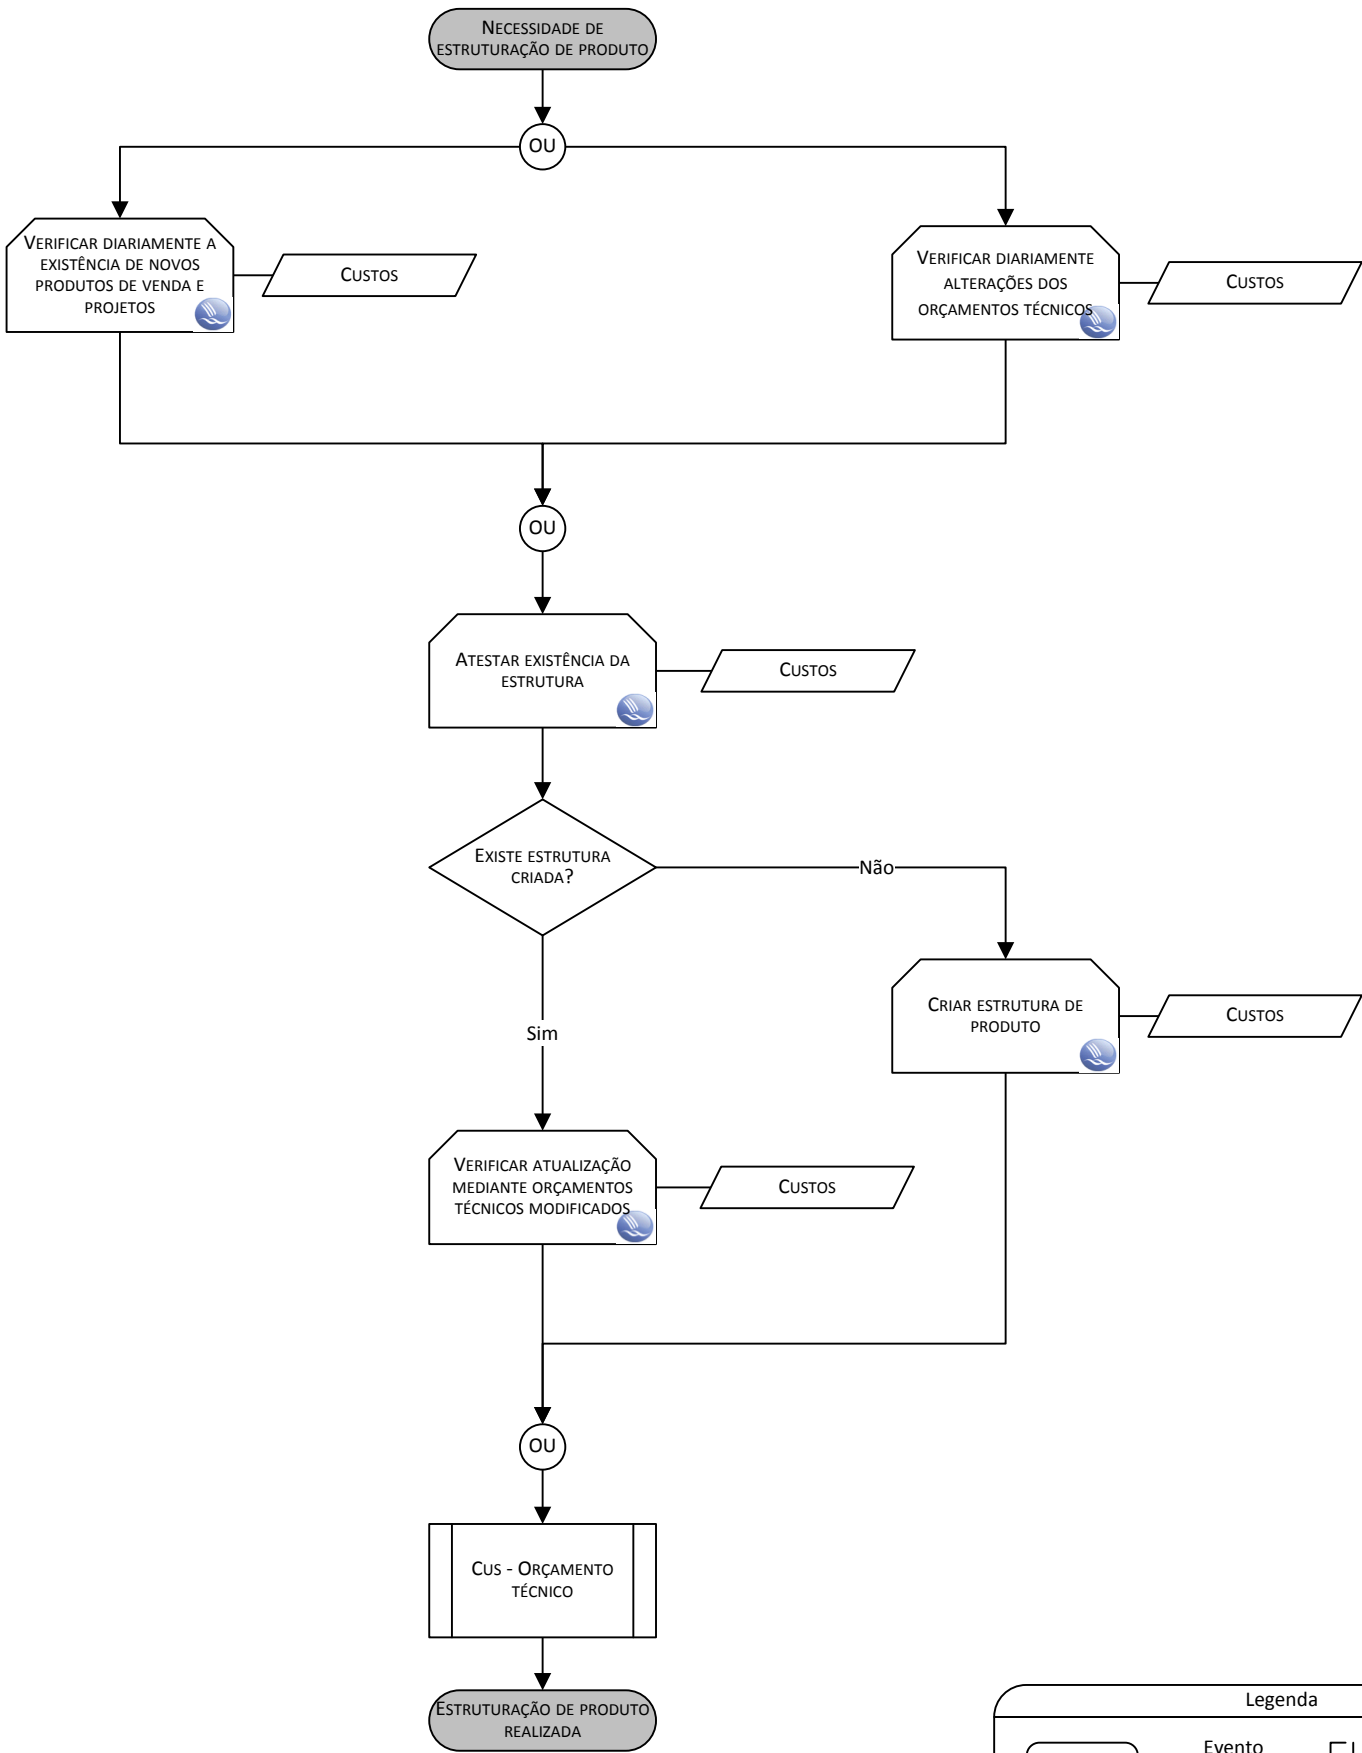 NECESSIDADE DE
ESTRUTURAÇÃO DE PRODUTO
OU
VERIFICAR DIARIAMENTE A
EXISTÊNCIA DE NOVOS
PRODUTOS DE VENDA E
PROJETOS
CUSTOS
VERIFICAR DIARIAMENTE
ALTERAÇÕES DOS
ORÇAMENTOS TÉCNICOS
CUSTOS
OU
ATESTAR EXISTÊNCIA DA
ESTRUTURA
CUSTOS
EXISTE ESTRUTURA
CRIADA?
Não
CRIAR ESTRUTURA DE
PRODUTO
CUSTOS
Sim
VERIFICAR ATUALIZAÇÃO
MEDIANTE ORÇAMENTOS
TÉCNICOS MODIFICADOS
CUSTOS
OU
CUS - ORÇAMENTO
TÉCNICO
ESTRUTURAÇÃO DE PRODUTO
REALIZADA
Legenda
Evento